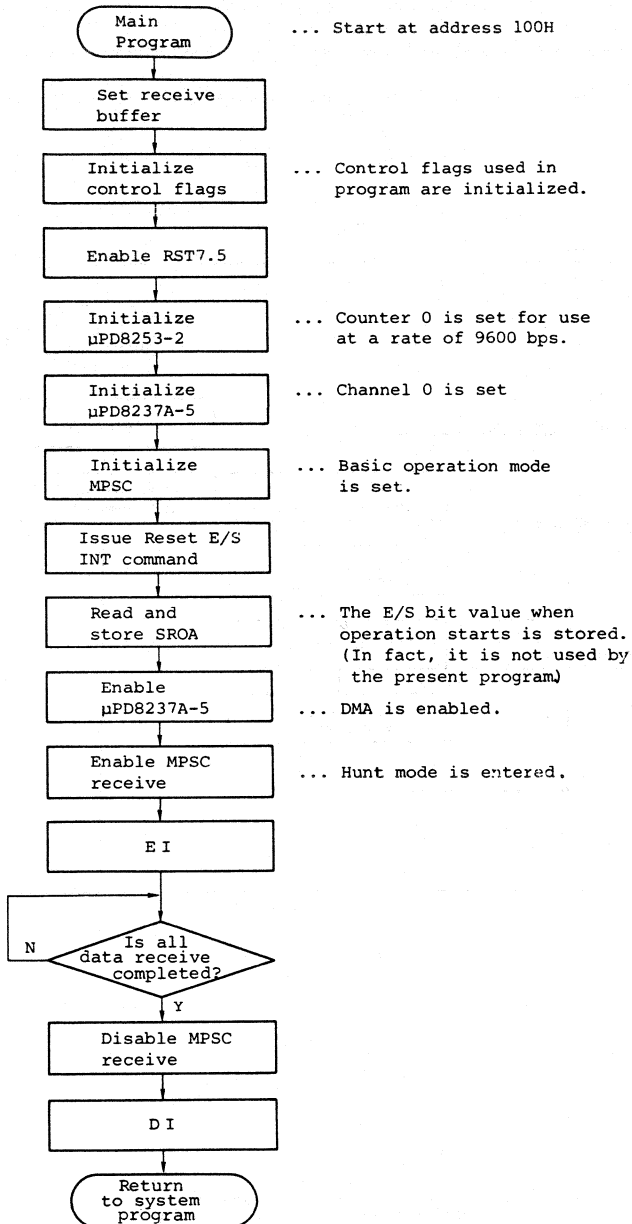 Main
Program
... Start at address 100H
Set receive
buffer
Initialize
control flags
... Control flags used in
program are initialized.
Enable RST7.5
Initialize
μPD8253-2
... Counter 0 is set for use
at a rate of 9600 bps.
Initialize
μPD8237A-5
... Channel 0 is set
Initialize
MPSC
... Basic operation mode
is set.
Issue Reset E/S
INT command
Read and
store SR0A
... The E/S bit value when
operation starts is stored.
(In fact, it is not used by
the present program.)
Enable
μPD8237A-5
... DMA is enabled.
Enable MPSC
receive
... Hunt mode is entered.
EI
N
Is all
data receive
completed?
Y
Disable MPSC
receive
DI
Return
to system
program